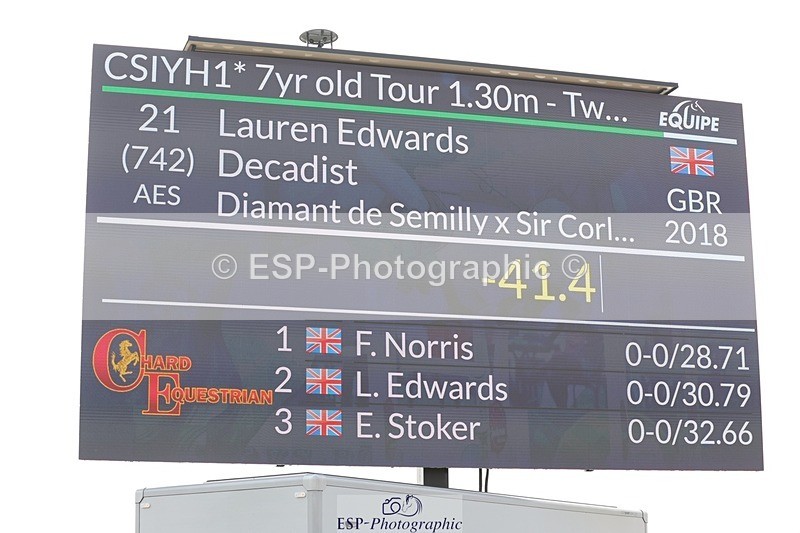 CSIYH1* 7yr old Tour 1.30m - Tw...
EQUIPE
21 Lauren Edwards
(742) Decadist
AES Diamant de Semilly x Sir Corl... GBR
2018
© ESP-Photographic ©
-41.4
CHARD EQUESTRIAN
1 F. Norris 0-0/28.71
2 L. Edwards 0-0/30.79
3 E. Stoker 0-0/32.66
ESP-Photographic